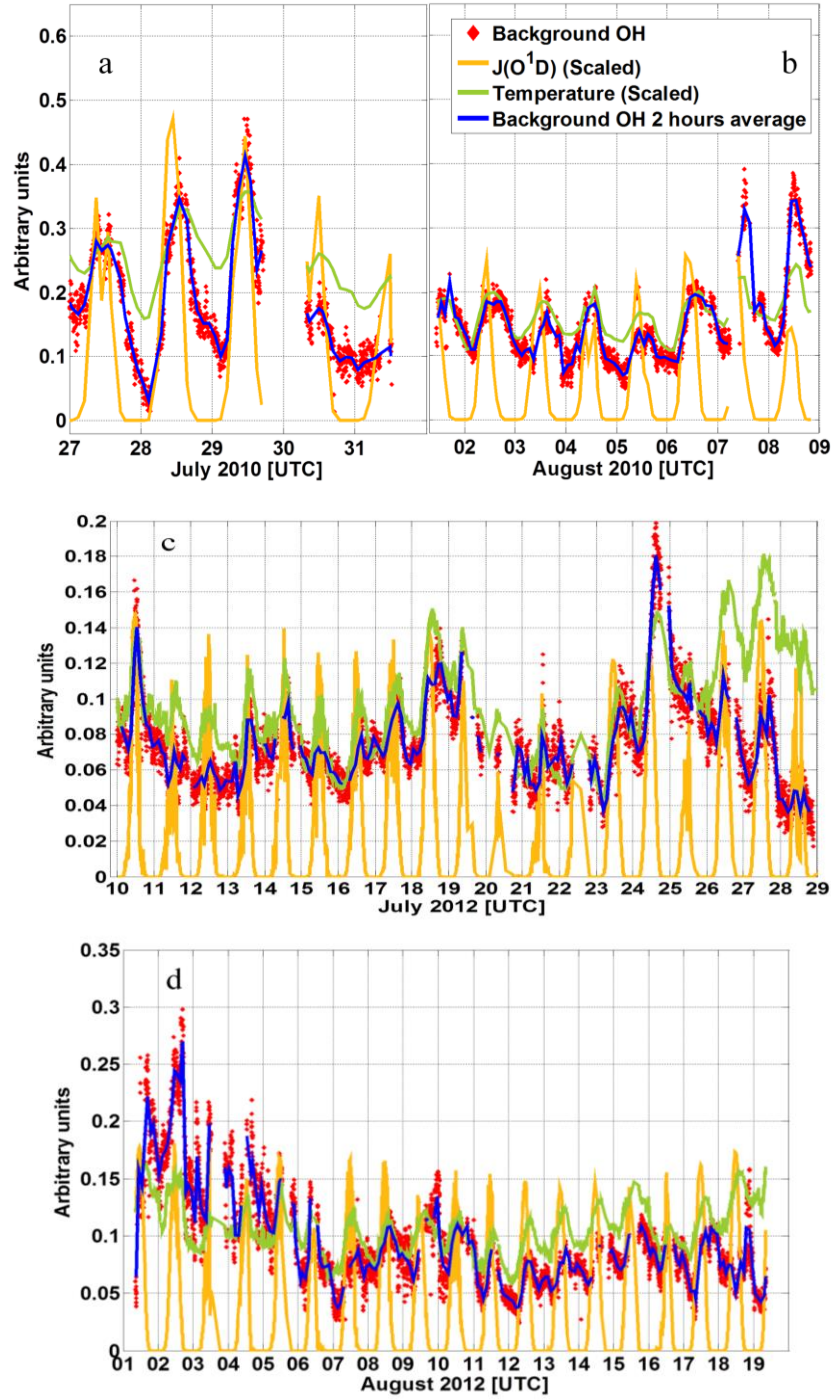 a
b
Background OH
J(O¹D) (Scaled)
Temperature (Scaled)
Background OH 2 hours average
Arbitrary units
0.6
0.5
0.4
0.3
0.2
0.1
0
27 28 29 30 31
July 2010 [UTC]
02 03 04 05 06 07 08 09
August 2010 [UTC]
c
Arbitrary units
0.2
0.18
0.16
0.14
0.12
0.1
0.08
0.06
0.04
0.02
0
10 11 12 13 14 15 16 17 18 19 20 21 22 23 24 25 26 27 28 29
July 2012 [UTC]
d
Arbitrary units
0.35
0.3
0.25
0.2
0.15
0.1
0.05
0
01 02 03 04 05 06 07 08 09 10 11 12 13 14 15 16 17 18 19
August 2012 [UTC]